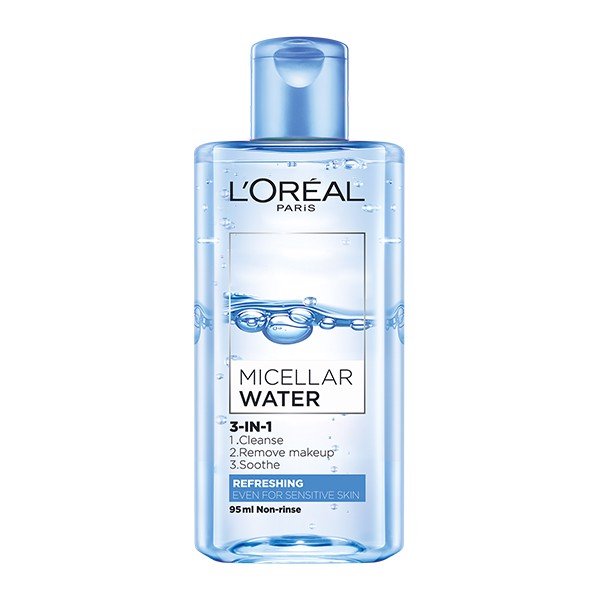 L'ORÉAL
PARiS
MICELLAR
WATER
3-IN-1
1.Cleanse
2.Remove makeup
3.Soothe
REFRESHING
EVEN FOR SENSITIVE SKIN
95ml Non-rinse